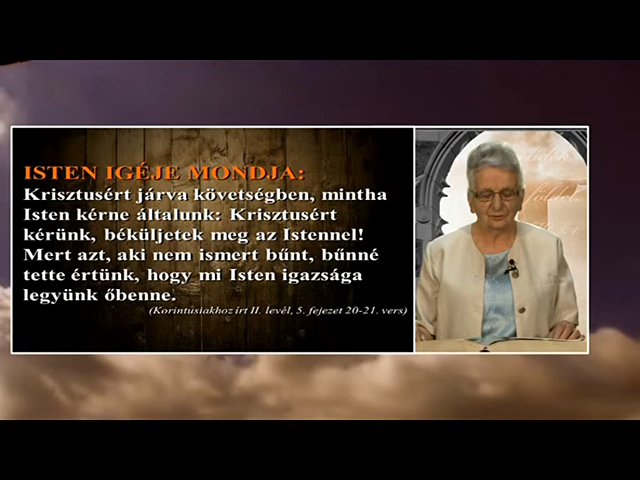 ISTEN IGÉJE MONDJA:
Krisztusért járva követségben, mintha
Isten kérne általunk: Krisztusért
kérünk, béküljetek meg az Istennel!
Mert azt, aki nem ismert bűnt, bűnné
tette értünk, hogy mi Isten igazsága
legyünk őbenne.
(Korintusiakhoz írt II. levél, 5. fejezet 20-21. vers)